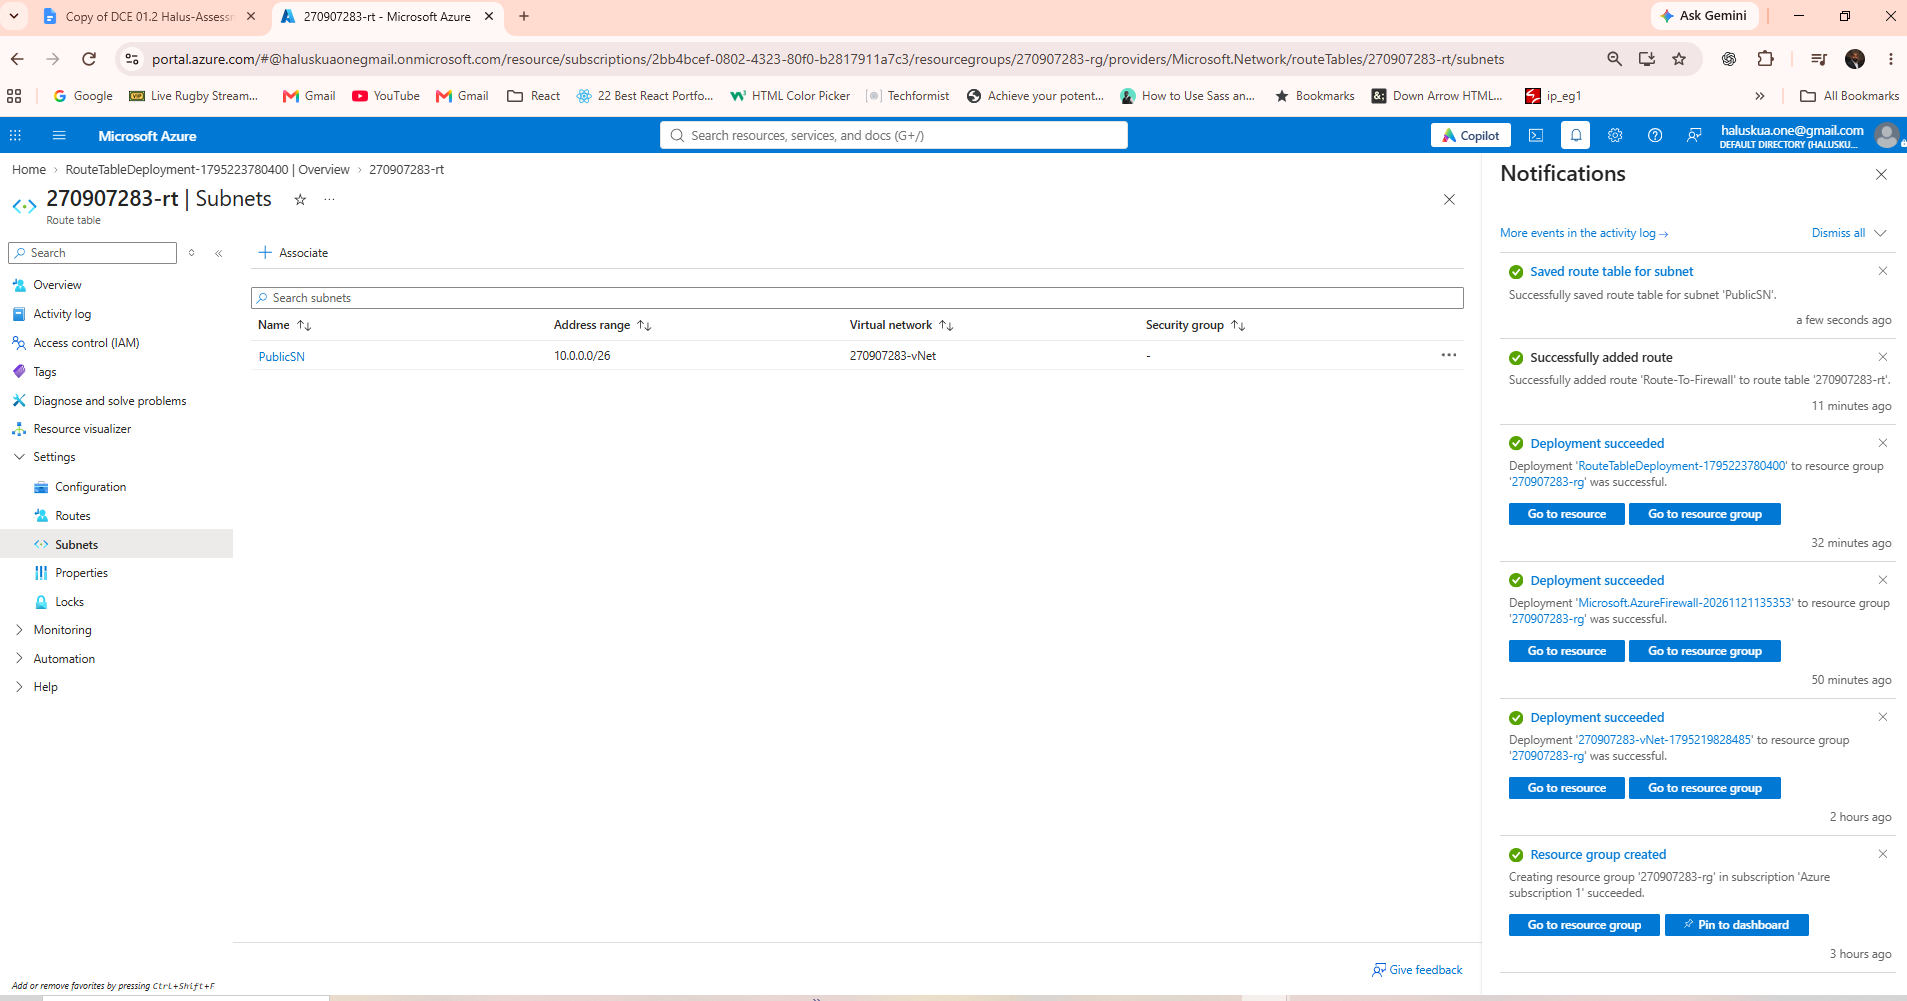 Copy of DCE 01.2 Halus-Assessm
270907283-rt - Microsoft Azure
Ask Gemini
portal.azure.com/#@haluskuaonegmail.onmicrosoft.com/resource/subscriptions/2bb4bcef-0802-4323-80f0-b2817911a7c3/resourcegroups/270907283-rg/providers/Microsoft.Network/routeTables/270907283-rt/subnets
Google
Live Rugby Stream...
Gmail
YouTube
Gmail
React
22 Best React Portfo...
HTML Color Picker
Techformist
Achieve your potent...
How to Use Sass an...
Bookmarks
Down Arrow HTML...
ip_eg1
All Bookmarks
Microsoft Azure
Search resources, services, and docs (G+/)
Copilot
haluskua.one@gmail.com
DEFAULT DIRECTORY (HALUSKU...
Home > RouteTableDeployment-1795223780400 | Overview > 270907283-rt
270907283-rt | Subnets
Route table
Search
Overview
Activity log
Access control (IAM)
Tags
Diagnose and solve problems
Resource visualizer
Settings
Configuration
Routes
Subnets
Properties
Locks
Monitoring
Automation
Help
Add or remove favorites by pressing Ctrl+Shift+F
Associate
Search subnets
Name Address range Virtual network Security group
PublicSN 10.0.0.0/26 270907283-vNet -
Give feedback
Notifications
More events in the activity log →
Dismiss all
Saved route table for subnet
Successfully saved route table for subnet 'PublicSN'.
a few seconds ago
Successfully added route
Successfully added route 'Route-To-Firewall' to route table '270907283-rt'.
11 minutes ago
Deployment succeeded
Deployment 'RouteTableDeployment-1795223780400' to resource group
'270907283-rg' was successful.
Go to resource
Go to resource group
32 minutes ago
Deployment succeeded
Deployment 'Microsoft.AzureFirewall-20261121135353' to resource group
'270907283-rg' was successful.
Go to resource
Go to resource group
50 minutes ago
Deployment succeeded
Deployment '270907283-vNet-1795219828485' to resource group
'270907283-rg' was successful.
Go to resource
Go to resource group
2 hours ago
Resource group created
Creating resource group '270907283-rg' in subscription 'Azure
subscription 1' succeeded.
Go to resource group
Pin to dashboard
3 hours ago